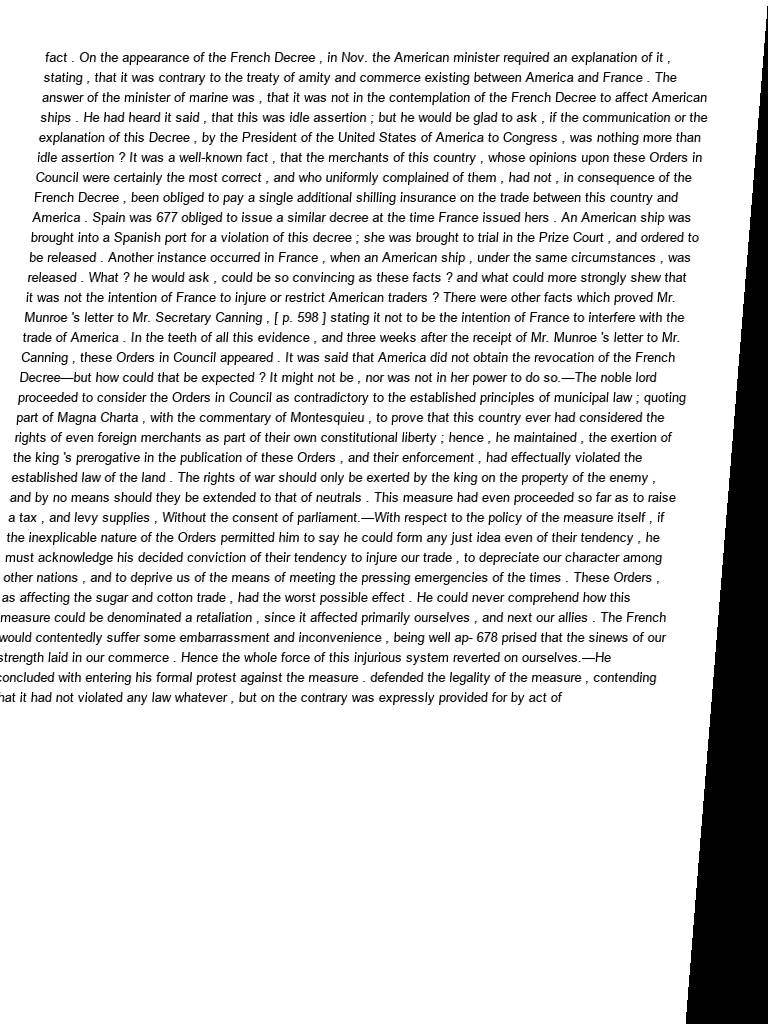 fact . On the appearance of the French Decree , in Nov. the American minister required an explanation of it ,
stating , that it was contrary to the treaty of amity and commerce existing between America and France . The
answer of the minister of marine was , that it was not in the contemplation of the French Decree to affect American
ships . He had heard it said , that this was idle assertion ; but he would be glad to ask , if the communication or the
explanation of this Decree , by the President of the United States of America to Congress , was nothing more than
idle assertion ? It was a well-known fact , that the merchants of this country , whose opinions upon these Orders in
Council were certainly the most correct , and who uniformly complained of them , had not , in consequence of the
French Decree , been obliged to pay a single additional shilling insurance on the trade between this country and
America . Spain was 677 obliged to issue a similar decree at the time France issued hers . An American ship was
brought into a Spanish port for a violation of this decree ; she was brought to trial in the Prize Court , and ordered to
be released . Another instance occurred in France , when an American ship , under the same circumstances , was
released . What ? he would ask , could be so convincing as these facts ? and what could more strongly shew that
it was not the intention of France to injure or restrict American traders ? There were other facts which proved Mr.
Munroe 's letter to Mr. Secretary Canning , [ p. 598 ] stating it not to be the intention of France to interfere with the
trade of America . In the teeth of all this evidence , and three weeks after the receipt of Mr. Munroe 's letter to Mr.
Canning , these Orders in Council appeared . It was said that America did not obtain the revocation of the French
Decree—but how could that be expected ? It might not be , nor was not in her power to do so.—The noble lord
proceeded to consider the Orders in Council as contradictory to the established principles of municipal law ; quoting
part of Magna Charta , with the commentary of Montesquieu , to prove that this country ever had considered the
rights of even foreign merchants as part of their own constitutional liberty ; hence , he maintained , the exertion of
the king 's prerogative in the publication of these Orders , and their enforcement , had effectually violated the
established law of the land . The rights of war should only be exerted by the king on the property of the enemy ,
and by no means should they be extended to that of neutrals . This measure had even proceeded so far as to raise
a tax , and levy supplies , Without the consent of parliament.—With respect to the policy of the measure itself , if
the inexplicable nature of the Orders permitted him to say he could form any just idea even of their tendency , he
must acknowledge his decided conviction of their tendency to injure our trade , to depreciate our character among
other nations , and to deprive us of the means of meeting the pressing emergencies of the times . These Orders ,
as affecting the sugar and cotton trade , had the worst possible effect . He could never comprehend how this
measure could be denominated a retaliation , since it affected primarily ourselves , and next our allies . The French
would contentedly suffer some embarrassment and inconvenience , being well ap- 678 prised that the sinews of our
strength laid in our commerce . Hence the whole force of this injurious system reverted on ourselves.—He
concluded with entering his formal protest against the measure . defended the legality of the measure , contending
hat it had not violated any law whatever , but on the contrary was expressly provided for by act of